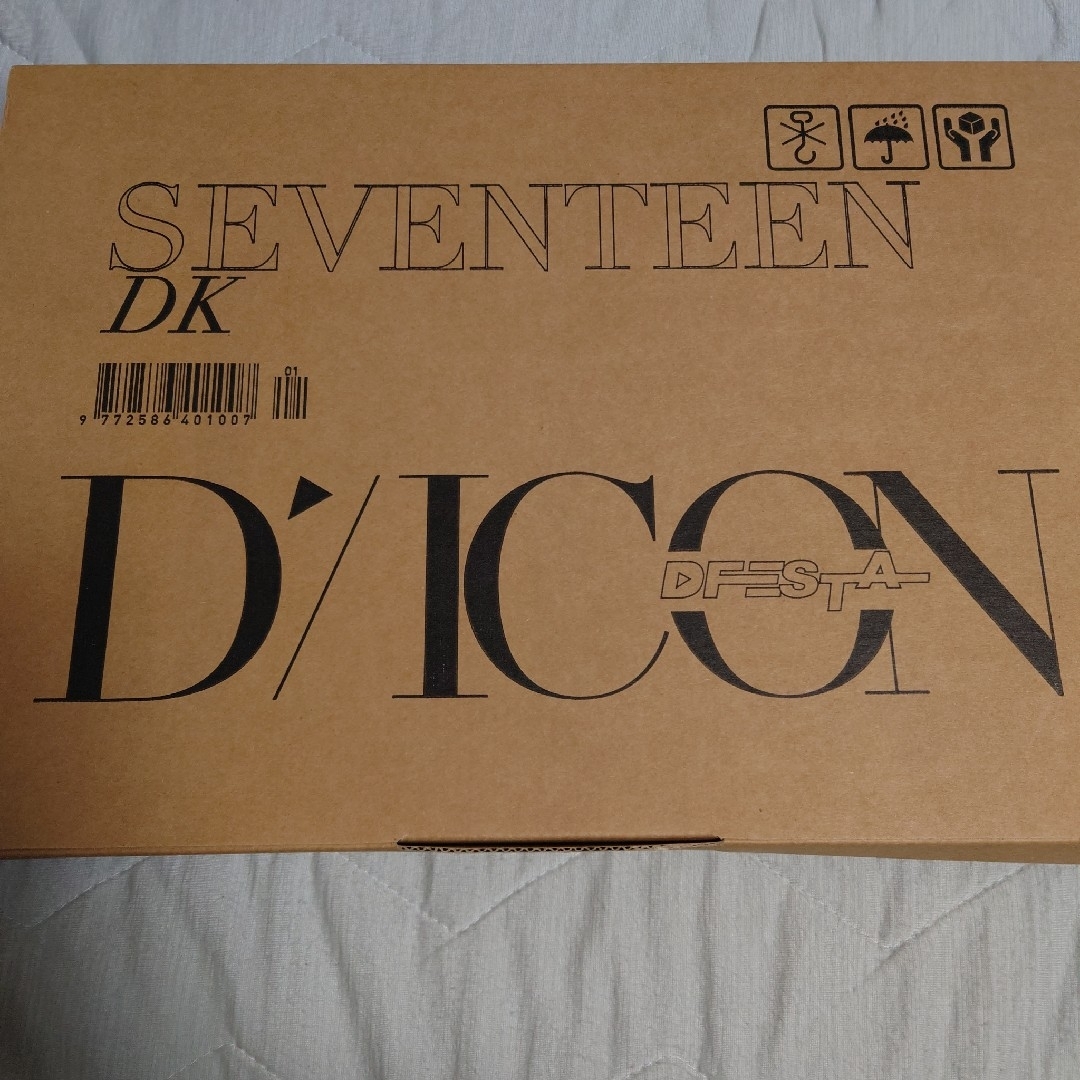 SEVENTEEN
DK
01
9 772586 401007
D'/ICON
DFESTA